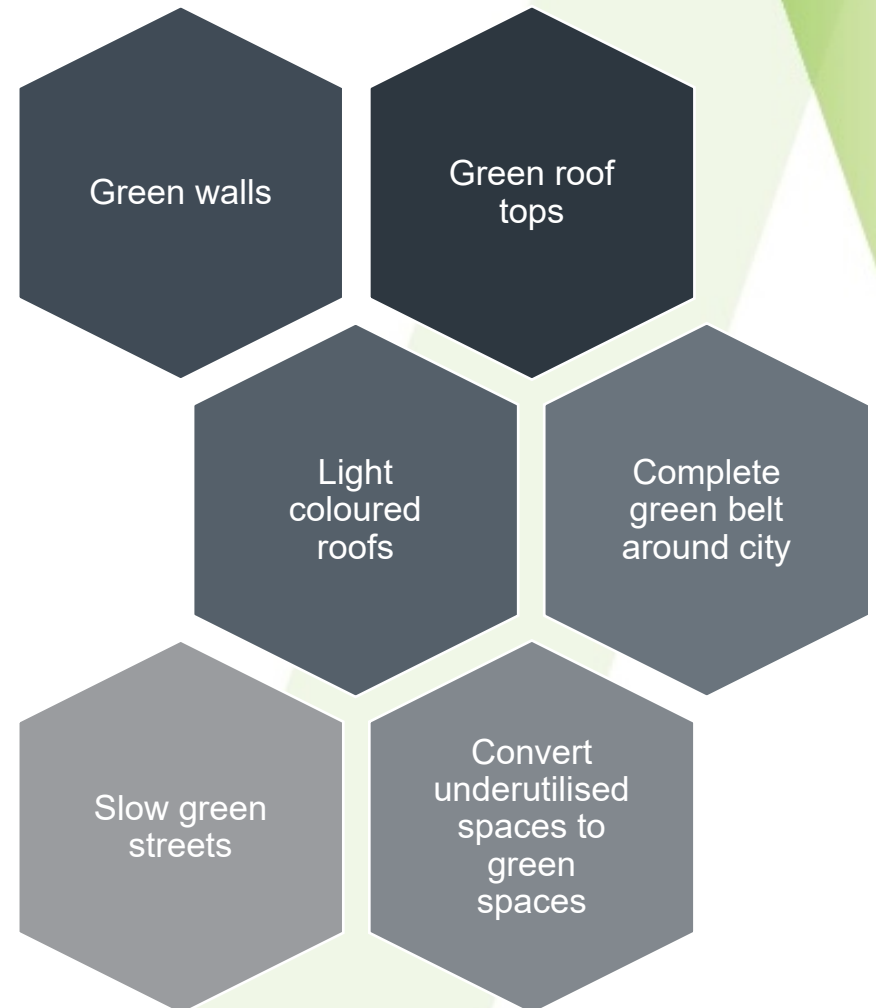 Green walls
Green roof
tops
Light
coloured
roofs
Complete
green belt
around city
Slow green
streets
Convert
underutilised
spaces to
green
spaces